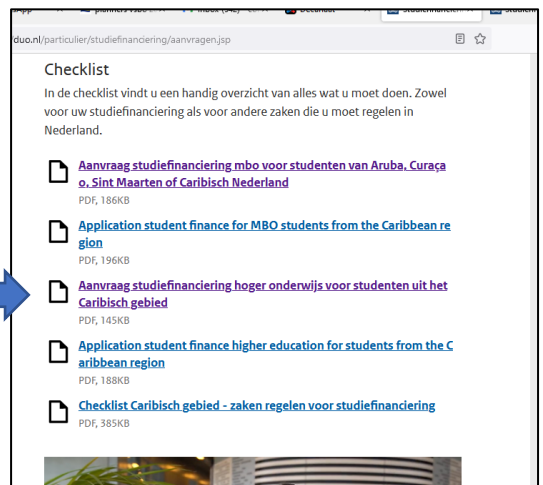 duo.nl/particulier/studiefinanciering/aanvragen.jsp
Checklist
In de checklist vindt u een handig overzicht van alles wat u moet doen. Zowel
voor uw studiefinanciering als voor andere zaken die u moet regelen in
Nederland.
Aanvraag studiefinanciering mbo voor studenten van Aruba, Curaça
o, Sint Maarten of Caribisch Nederland
PDF, 186KB
Application student finance for MBO students from the Caribbean re
gion
PDF, 196KB
Aanvraag studiefinanciering hoger onderwijs voor studenten uit het
Caribisch gebied
PDF, 145KB
Application student finance higher education for students from the C
aribbean region
PDF, 188KB
Checklist Caribisch gebied - zaken regelen voor studiefinanciering
PDF, 385KB